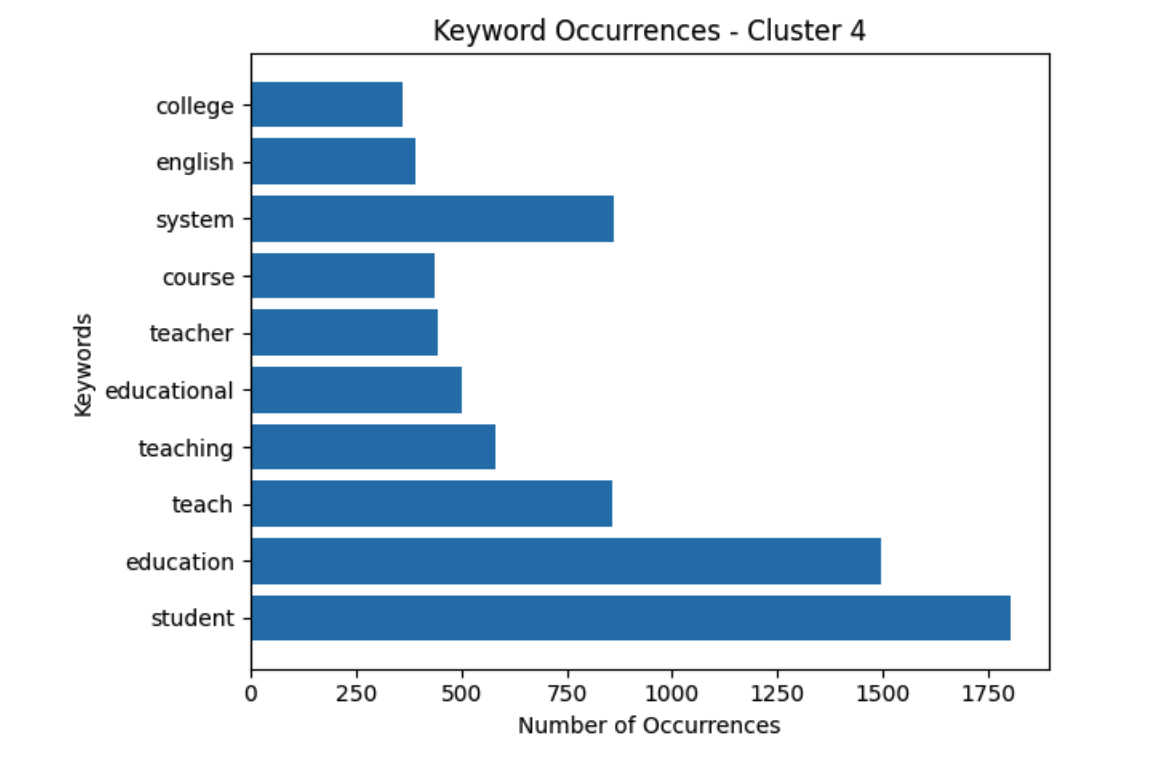 Keyword Occurrences - Cluster 4
college
english
system
course
teacher
educational
teaching
teach
education
student
Keywords
0 250 500 750 1000 1250 1500 1750
Number of Occurrences